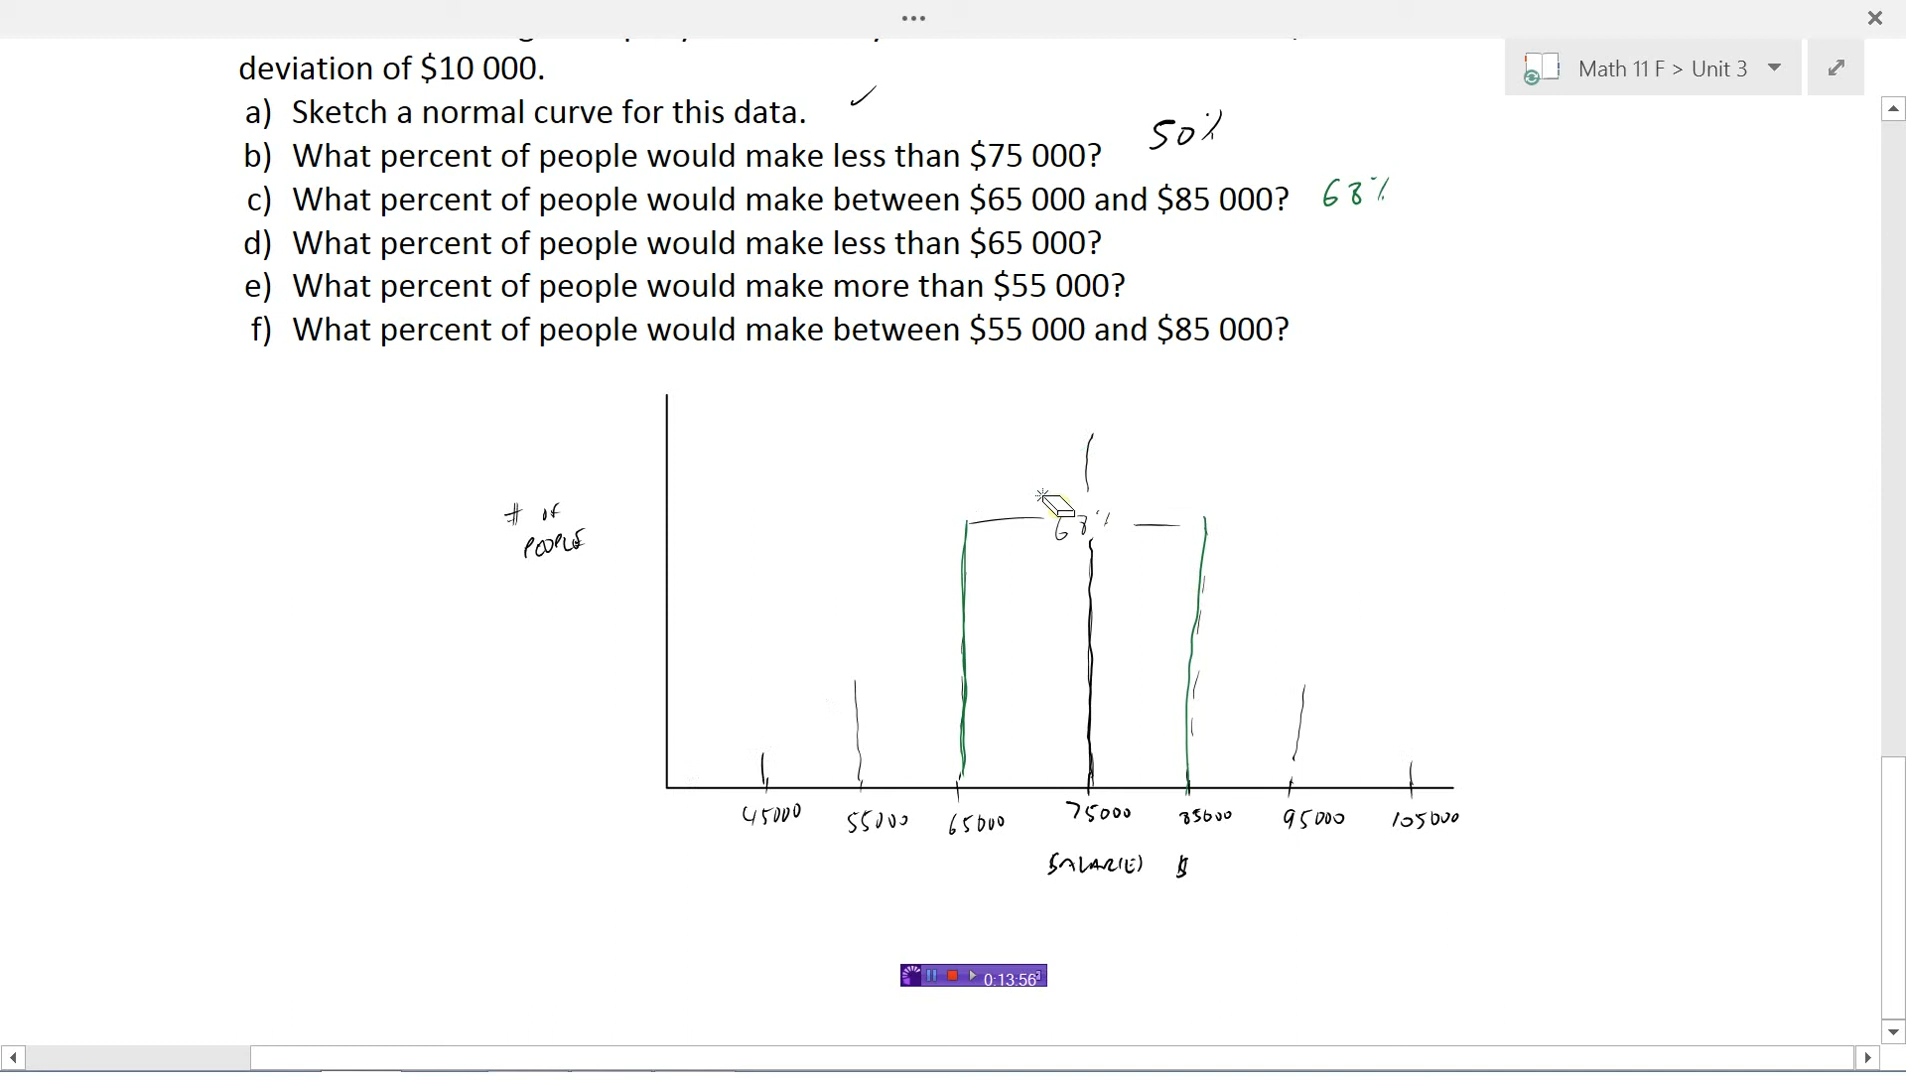 Math 11 F > Unit 3
deviation of $10 000.
a) Sketch a normal curve for this data.
b) What percent of people would make less than $75 000? 50%
c) What percent of people would make between $65 000 and $85 000? 68%
d) What percent of people would make less than $65 000?
e) What percent of people would make more than $55 000?
f) What percent of people would make between $55 000 and $85 000?
# OF
PEOPLE
68%
45000 55000 65000 75000 85000 95000 105000
SALARIES $
0:13:56